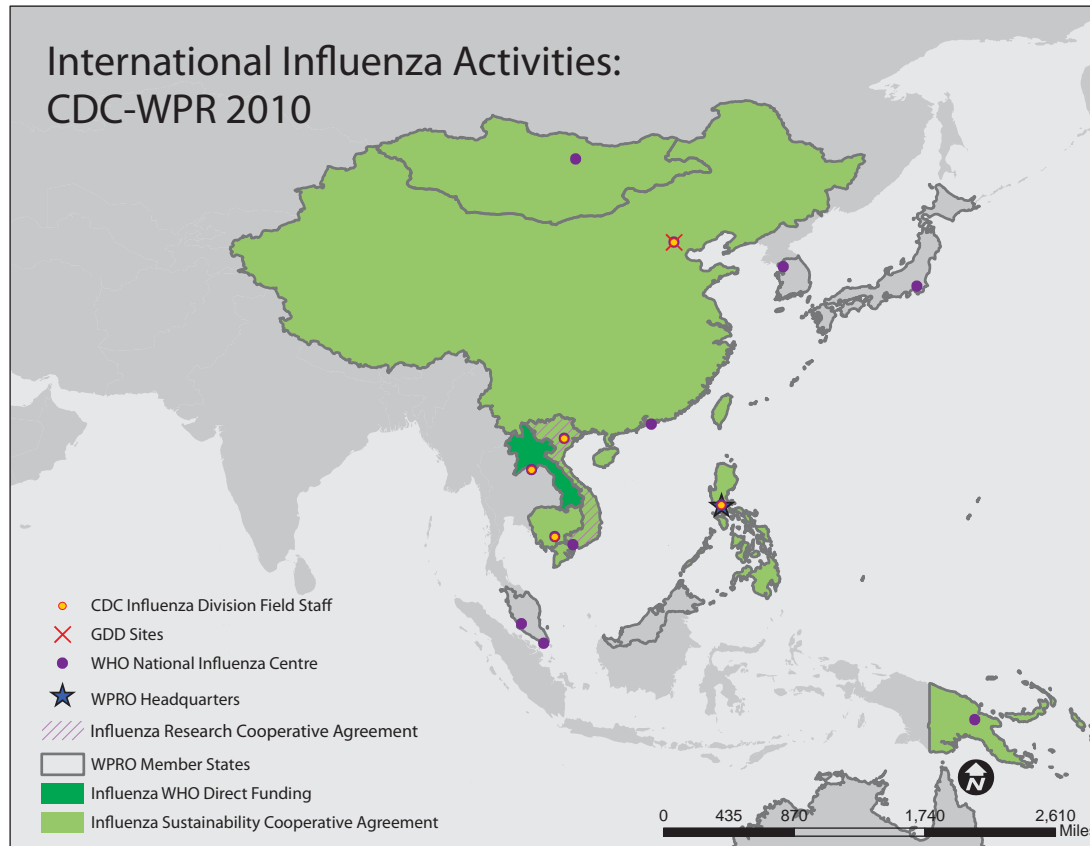 International Influenza Activities:
CDC-WPR 2010
CDC Influenza Division Field Staff
GDD Sites
WHO National Influenza Centre
WPRO Headquarters
Influenza Research Cooperative Agreement
WPRO Member States
Influenza WHO Direct Funding
Influenza Sustainability Cooperative Agreement
N
0 435 870 1,740 2,610
Miles